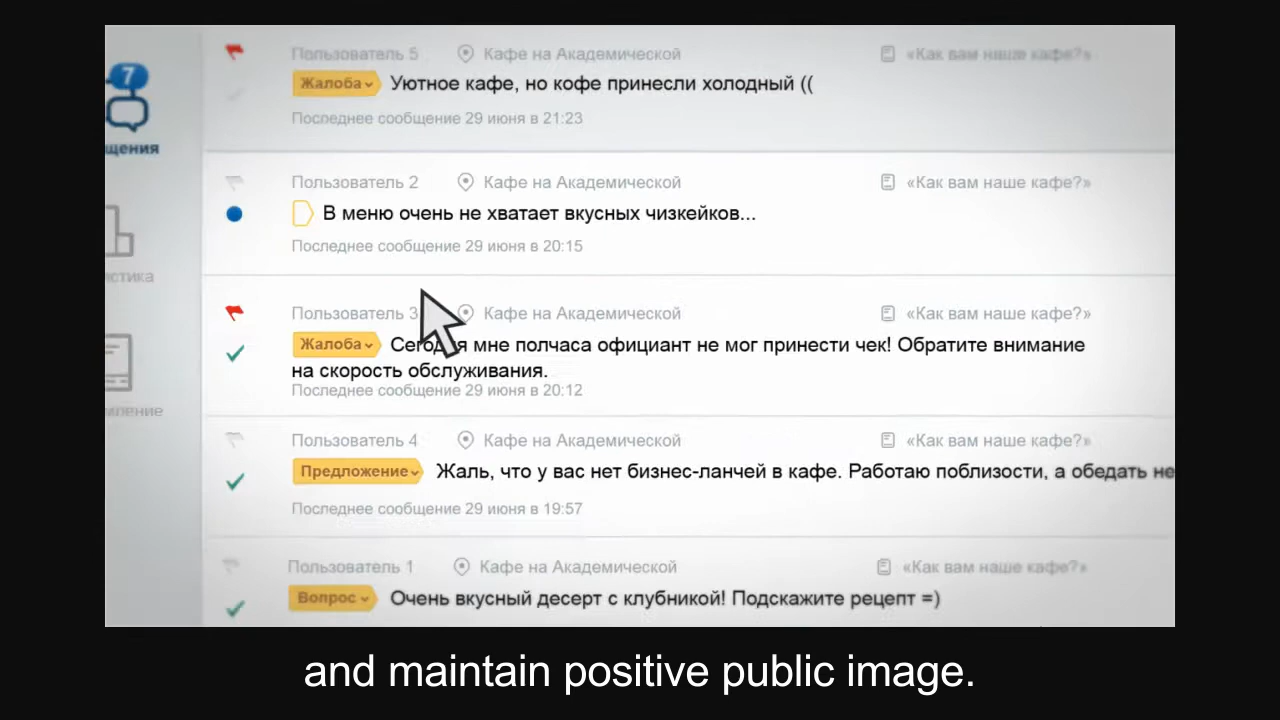 7
щения
Пользователь 5 Кафе на Академической «Как вам наше кафе?»
Жалоба Уютное кафе, но кофе принесли холодный ((
Последнее сообщение 29 июня в 21:23
Пользователь 2 Кафе на Академической «Как вам наше кафе?»
В меню очень не хватает вкусных чизкейков...
Последнее сообщение 29 июня в 20:15
истика
Пользователь 3 Кафе на Академической «Как вам наше кафе?»
Жалоба Сегодня мне полчаса официант не мог принести чек! Обратите внимание
на скорость обслуживания.
Последнее сообщение 29 июня в 20:12
мление
Пользователь 4 Кафе на Академической «Как вам наше кафе?»
Предложение Жаль, что у вас нет бизнес-ланчей в кафе. Работаю поблизости, а обедать не
Последнее сообщение 29 июня в 19:57
Пользователь 1 Кафе на Академической «Как вам наше кафе?»
Вопрос Очень вкусный десерт с клубникой! Подскажите рецепт =)
and maintain positive public image.